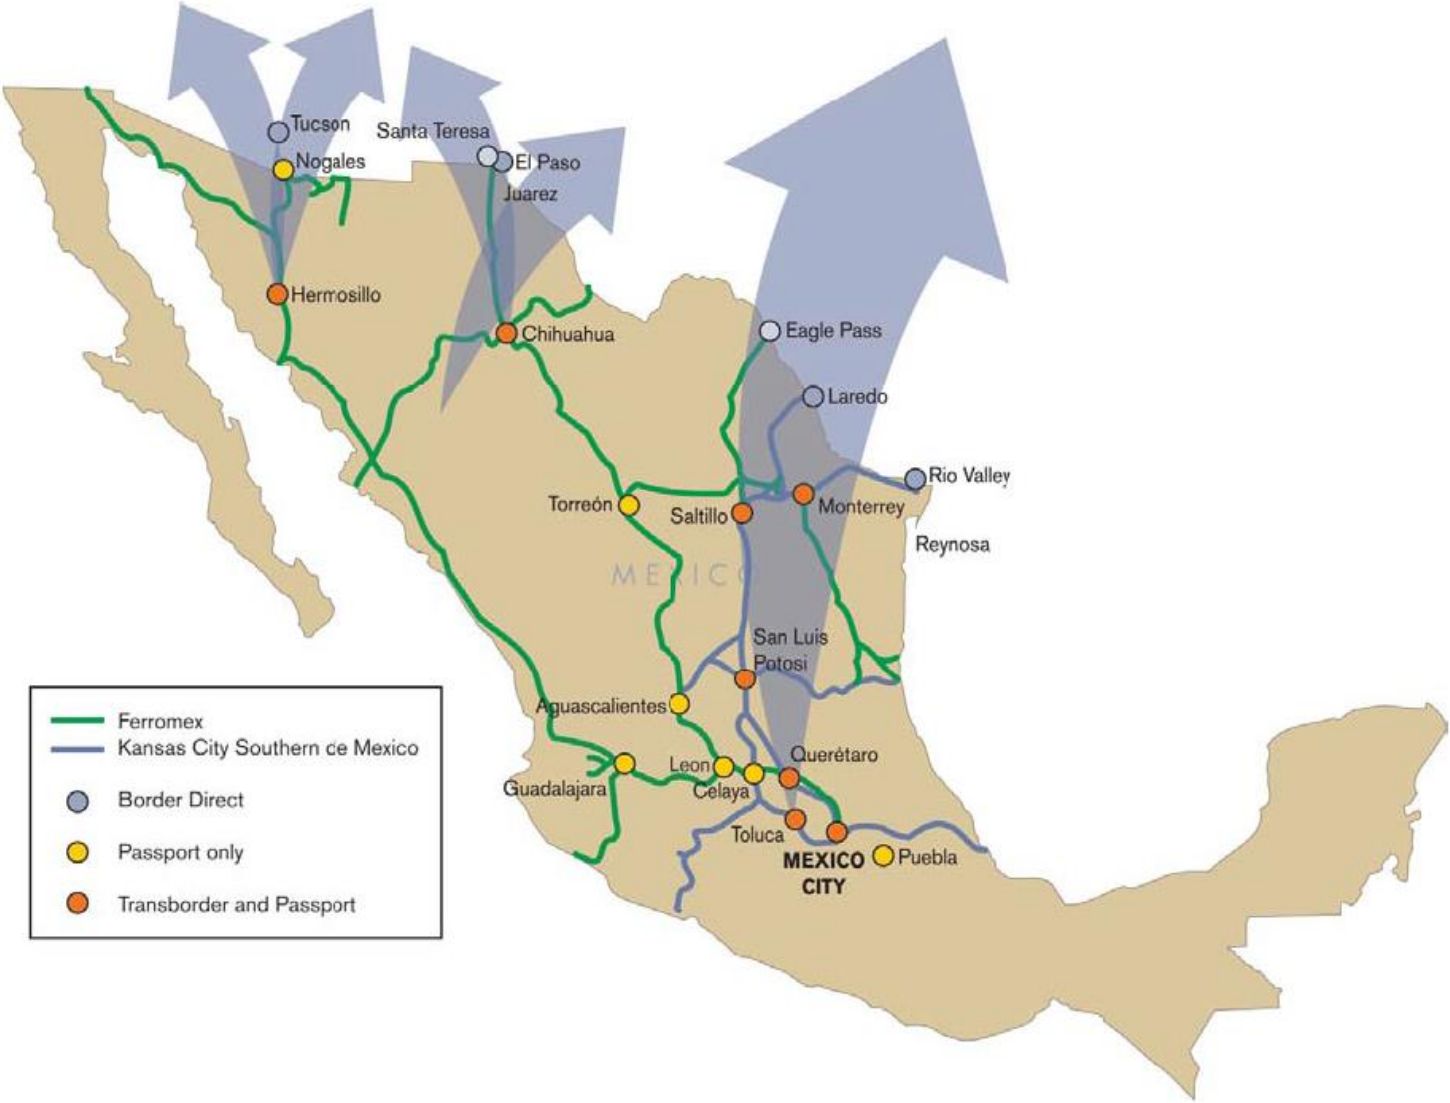 Tucson
Santa Teresa
Nogales
El Paso
Juarez
Hermosillo
Chihuahua
Eagle Pass
Laredo
Rio Valley
Torreón
Saltillo
Monterrey
Reynosa
MEXICO
San Luis
Potosi
Aguascalientes
Querétaro
Leon
Guadalajara
Celaya
Toluca
MEXICO
CITY
Puebla
Ferromex
Kansas City Southern de Mexico
Border Direct
Passport only
Transborder and Passport